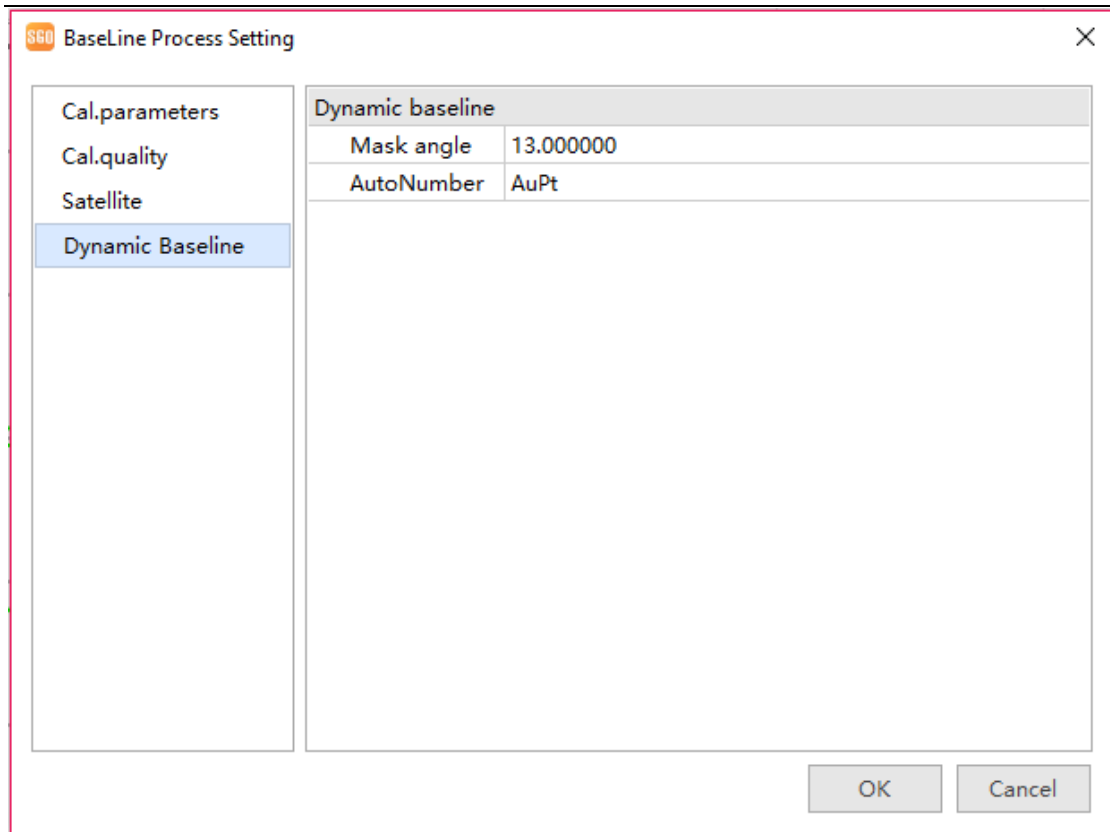 SGO BaseLine Process Setting
Cal.parameters
Cal.quality
Satellite
Dynamic Baseline
Dynamic baseline
Mask angle 13.000000
AutoNumber AuPt
OK Cancel